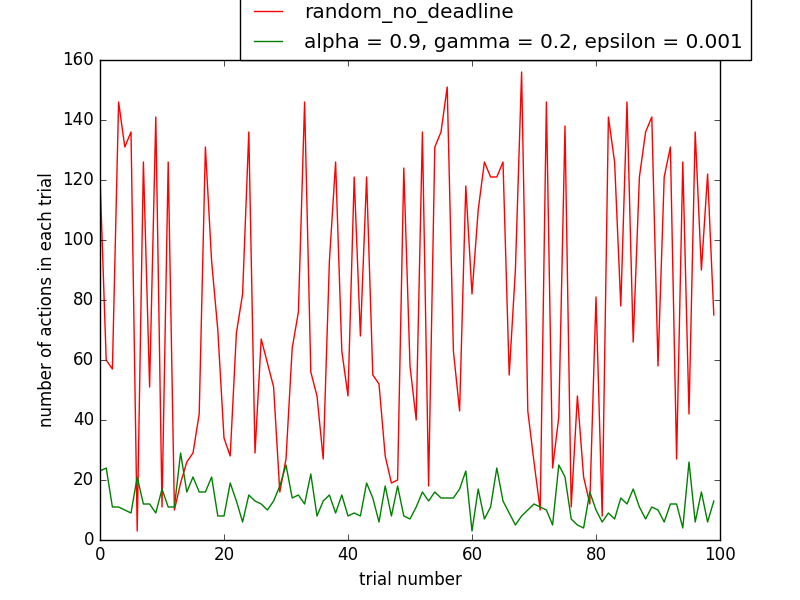 random_no_deadline
alpha = 0.9, gamma = 0.2, epsilon = 0.001
160
140
120
100
80
60
40
20
0
number of actions in each trial
0 20 40 60 80 100
trial number